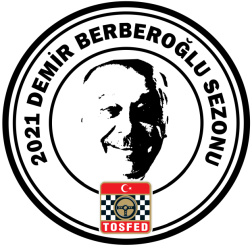 2021 DEMİR BERBEROĞLU SEZONU
TOSFED